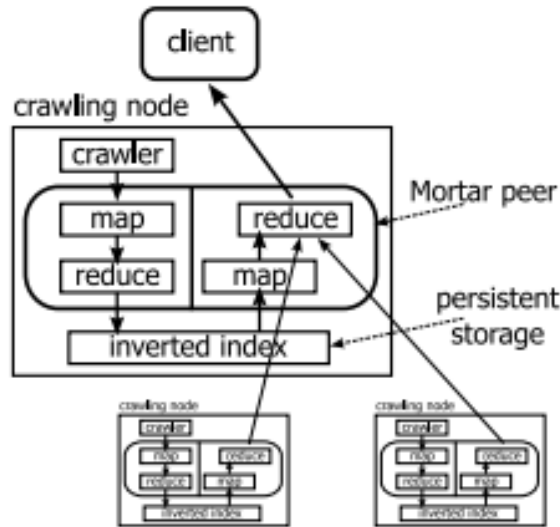 client
crawling node
crawler
map
reduce
reduce
map
inverted index
Mortar peer
persistent
storage
crawling node
crawler
map
reduce
reduce
map
inverted index
crawling node
crawler
map
reduce
reduce
map
inverted index